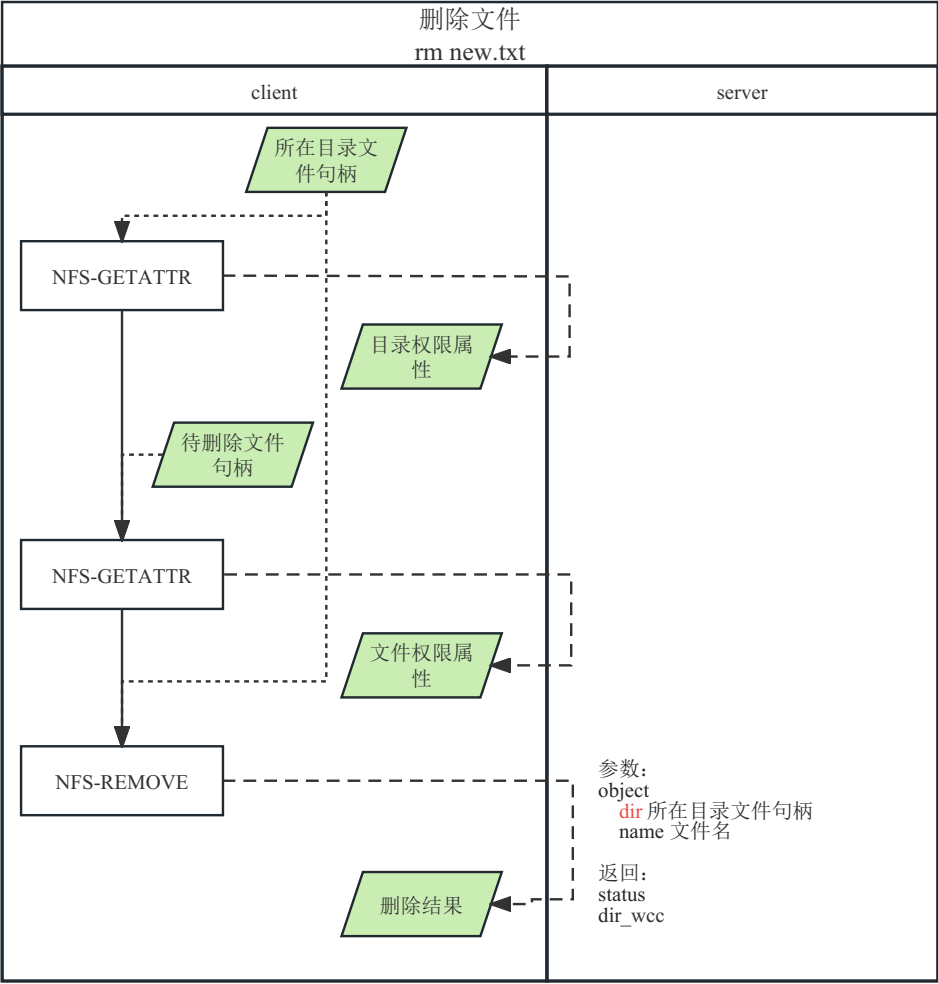 删除文件
rm new.txt
client
server
所在目录文
件句柄
NFS-GETATTR
目录权限属
性
待删除文件
句柄
NFS-GETATTR
文件权限属
性
NFS-REMOVE
参数：
object
dir 所在目录文件句柄
name 文件名
返回：
status
dir_wcc
删除结果